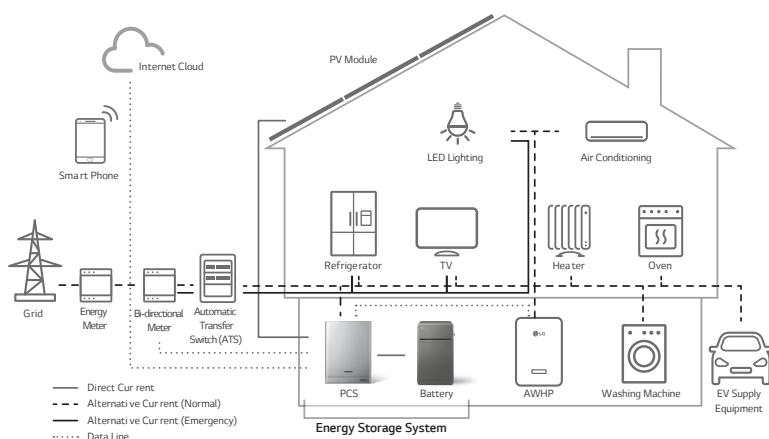 Internet Cloud
PV Module
Smart Phone
LED Lighting
Air Conditioning
Refrigerator
TV
Heater
Oven
Grid
Energy
Meter
Bi-directional
Meter
Automatic
Transfer
Switch (ATS)
LG
PCS
Battery
AWHP
Washing Machine
EV Supply
Equipment
Energy Storage System
Direct Current
Alternative Current (Normal)
Alternative Current (Emergency)
Data Line